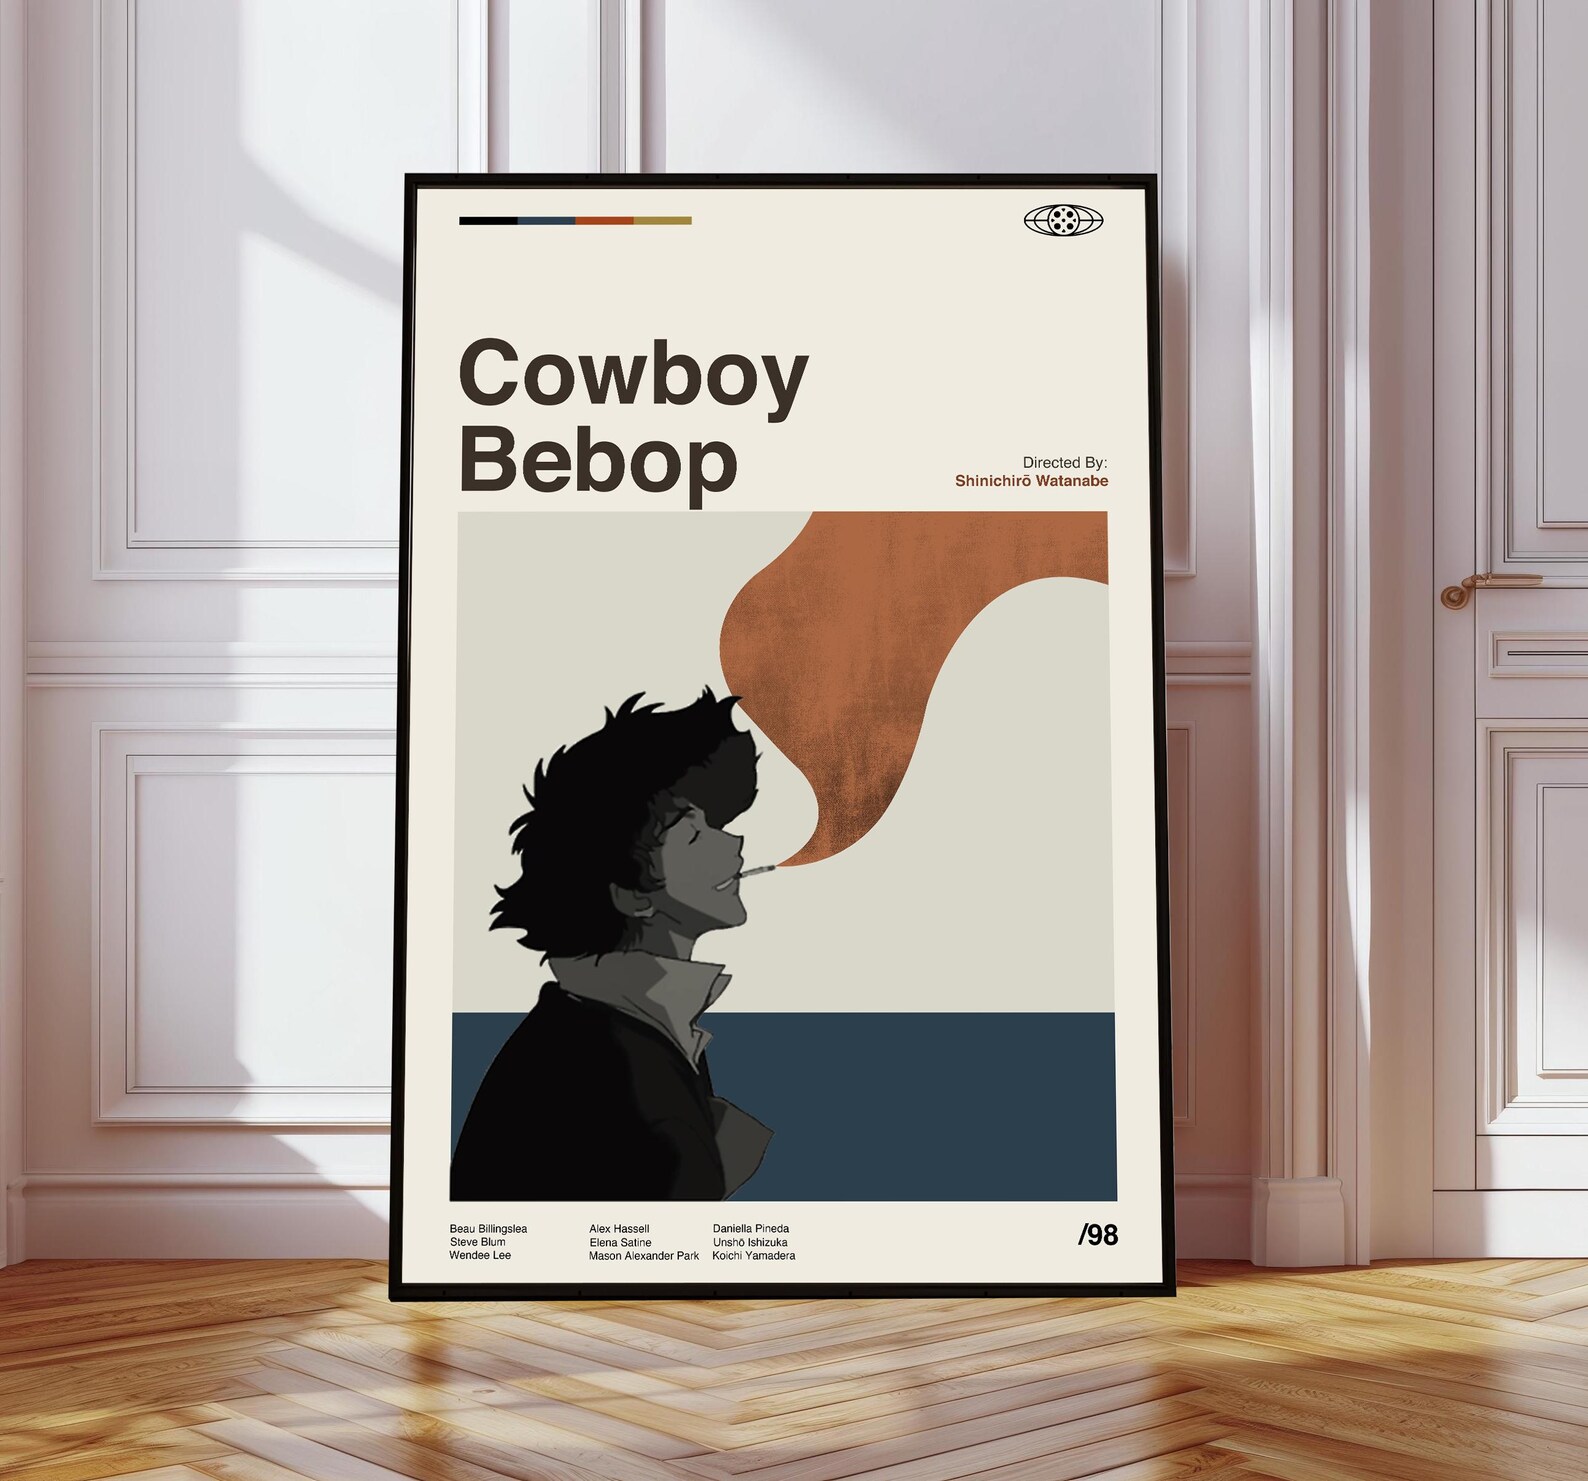 Cowboy
Bebop
Directed By:
Shinichirō Watanabe
Beau Billingslea
Steve Blum
Wendee Lee
Alex Hassell
Elena Satine
Mason Alexander Park
Daniella Pineda
Unshō Ishizuka
Koichi Yamadera
/98